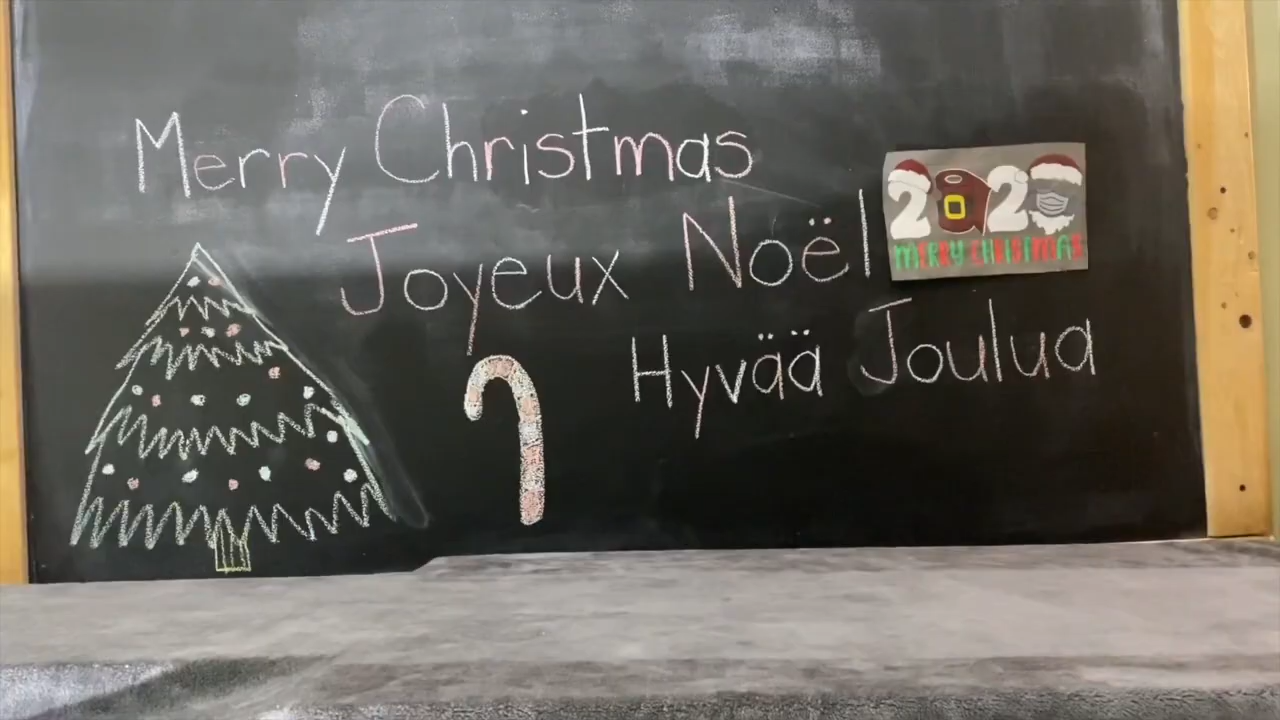 Merry Christmas
Joyeux Noël
2020
MERRY CHRISTMAS
Hyvää Joulua